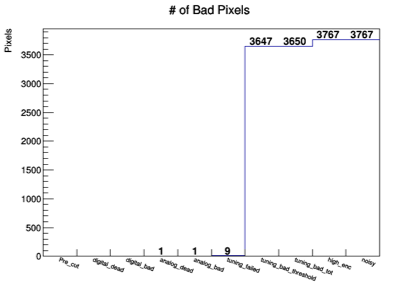 # of Bad Pixels
Pixels
3500
3000
2500
2000
1500
1000
500
0
1 1 9 3647 3650 3767 3767
Pre_cut digital_dead digital_bad analog_dead analog_bad tuning_failed tuning_bad_threshold tuning_bad_tot high_enc noisy